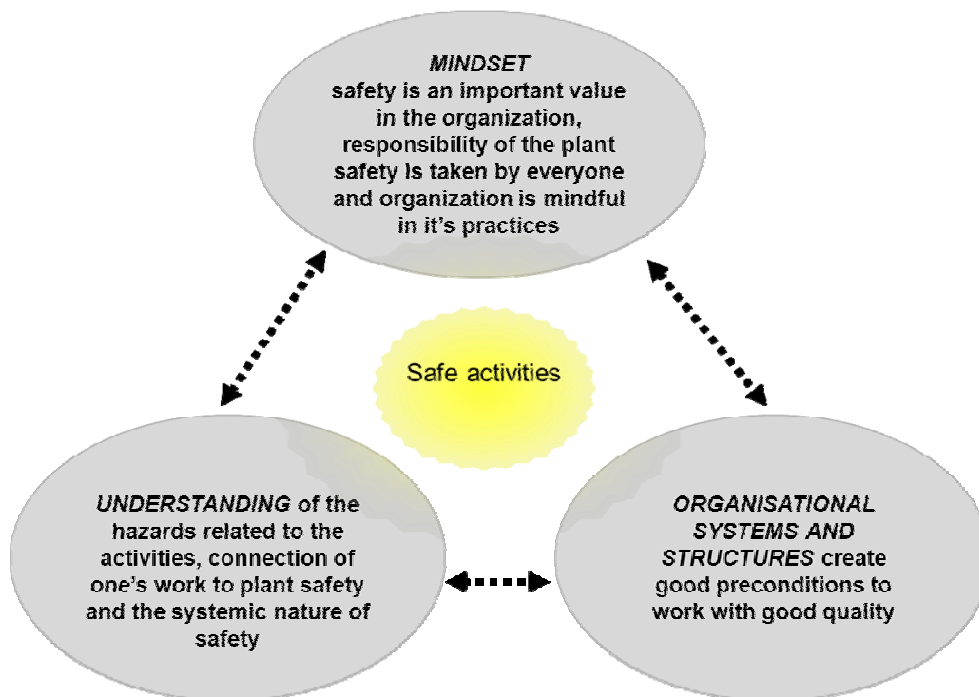 MINDSET
safety is an important value
in the organization,
responsibility of the plant
safety is taken by everyone
and organization is mindful
in it's practices
Safe activities
UNDERSTANDING of the
hazards related to the
activities, connection of
one's work to plant safety
and the systemic nature of
safety
ORGANISATIONAL
SYSTEMS AND
STRUCTURES create
good preconditions to
work with good quality